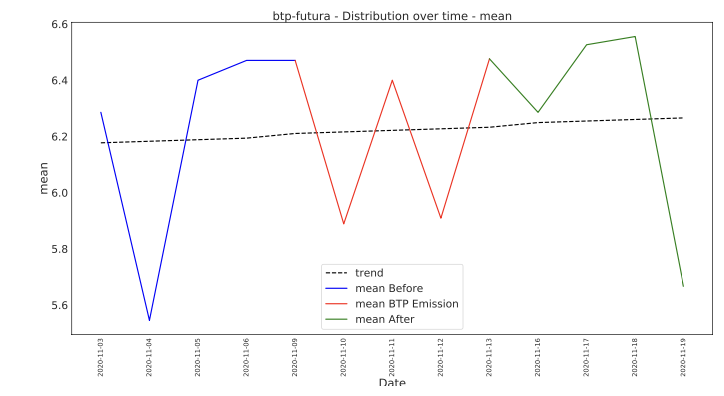 btp-futura - Distribution over time - mean
6.6
6.4
6.2
6.0
5.8
5.6
mean
trend
mean Before
mean BTP Emission
mean After
2020-11-03
2020-11-04
2020-11-05
2020-11-06
2020-11-09
2020-11-10
2020-11-11
2020-11-12
2020-11-13
2020-11-16
2020-11-17
2020-11-18
2020-11-19
Date